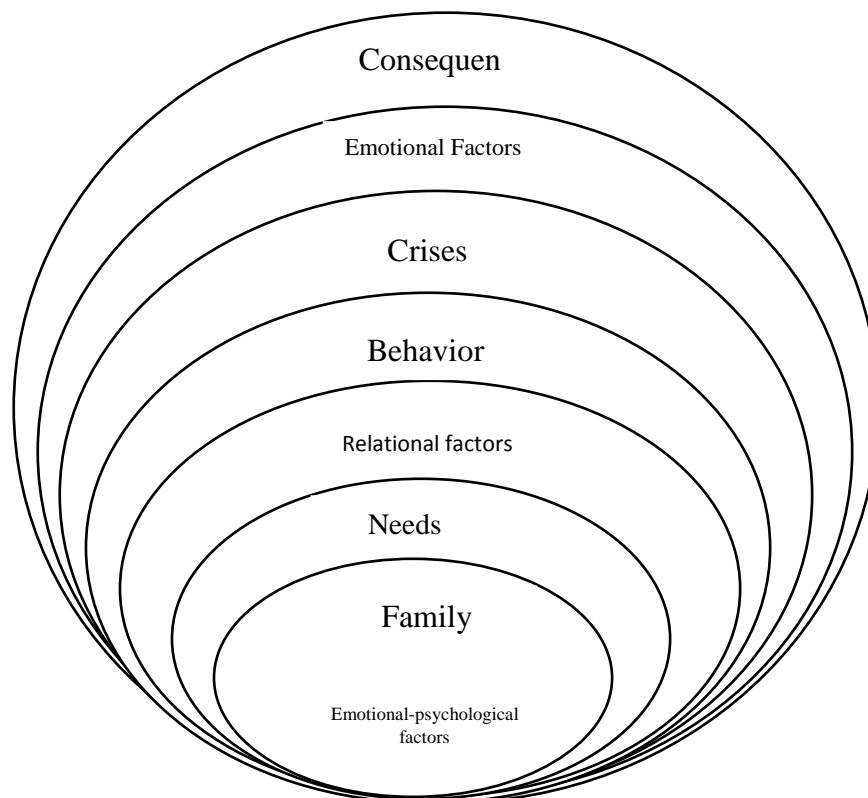 Consequen
Emotional Factors
Crises
Behavior
Relational factors
Needs
Family
Emotional-psychological
factors